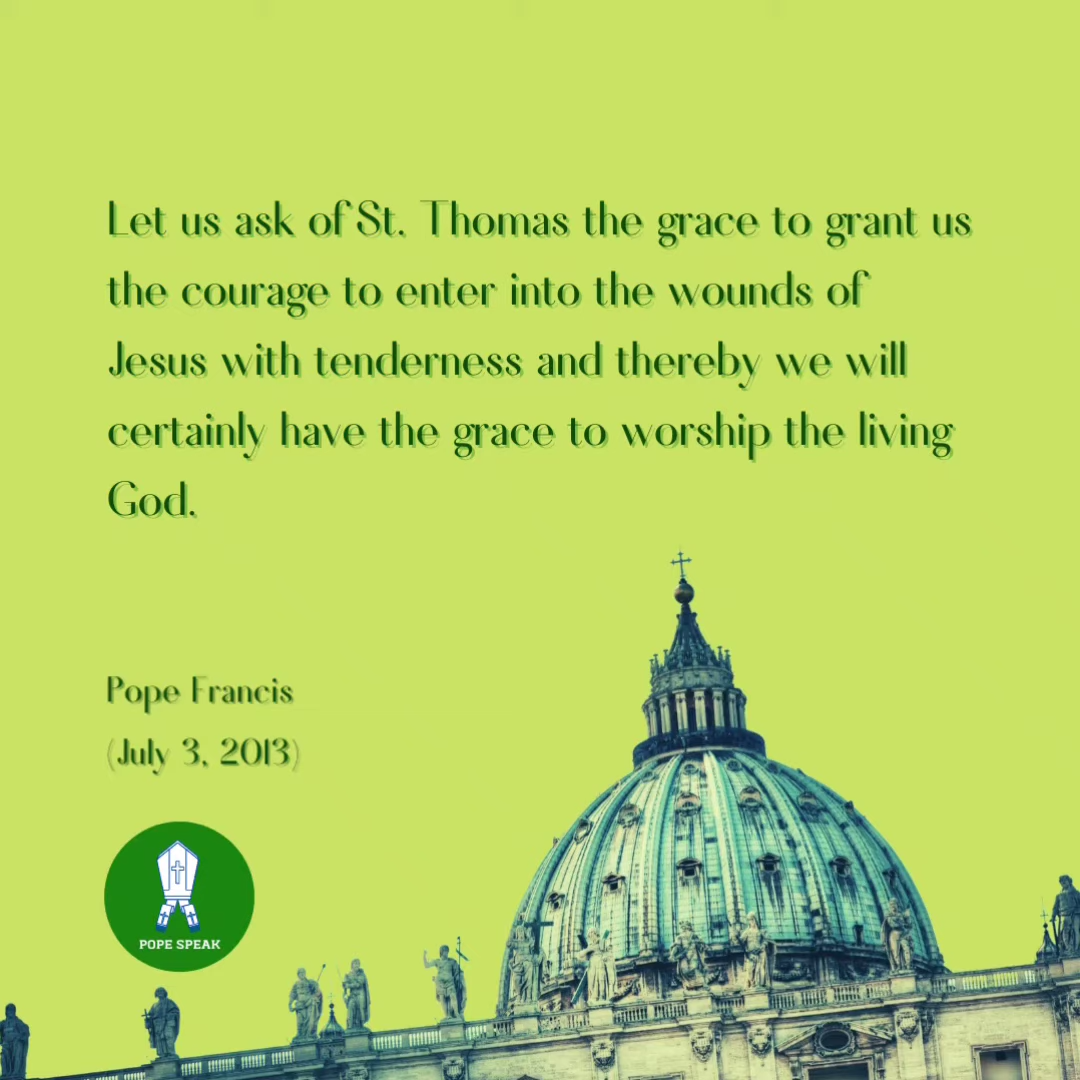 Let us ask of St. Thomas the grace to grant us
the courage to enter into the wounds of
Jesus with tenderness and thereby we will
certainly have the grace to worship the living
God.
Pope Francis
(July 3, 2013)
POPE SPEAK